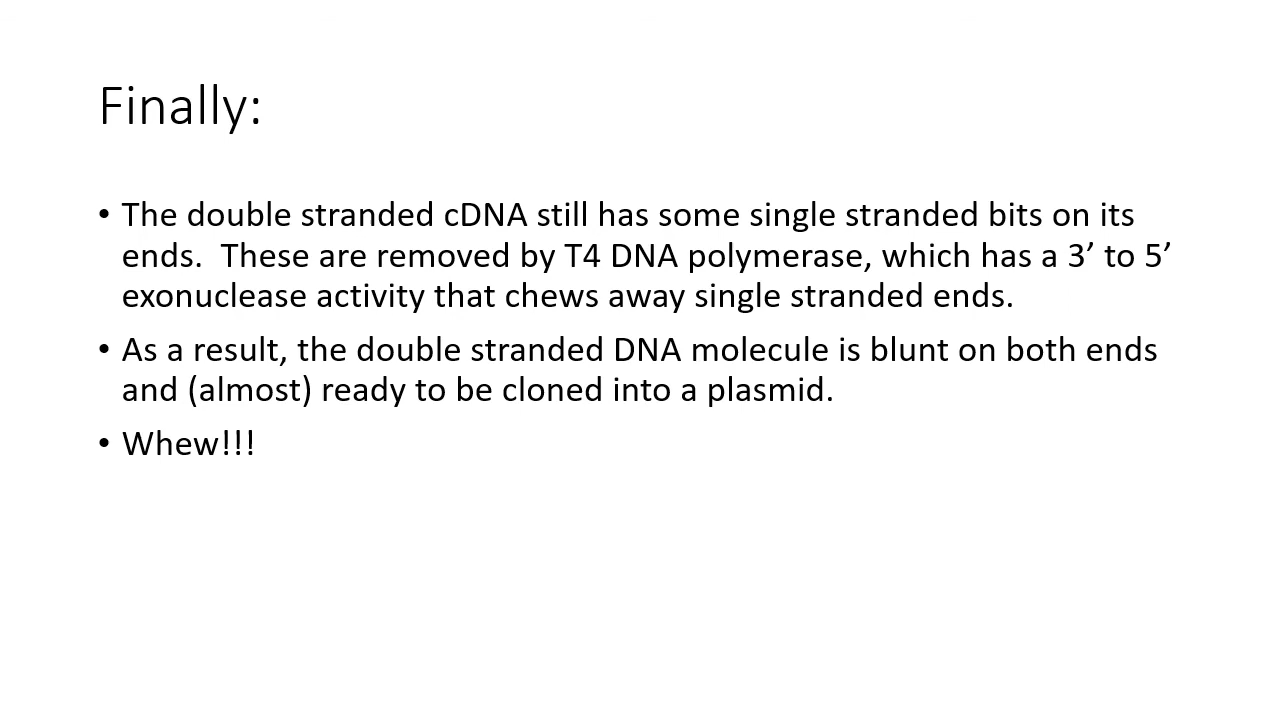 Finally:
• The double stranded cDNA still has some single stranded bits on its
ends.  These are removed by T4 DNA polymerase, which has a 3’ to 5’
exonuclease activity that chews away single stranded ends.
• As a result, the double stranded DNA molecule is blunt on both ends
and (almost) ready to be cloned into a plasmid.
• Whew!!!